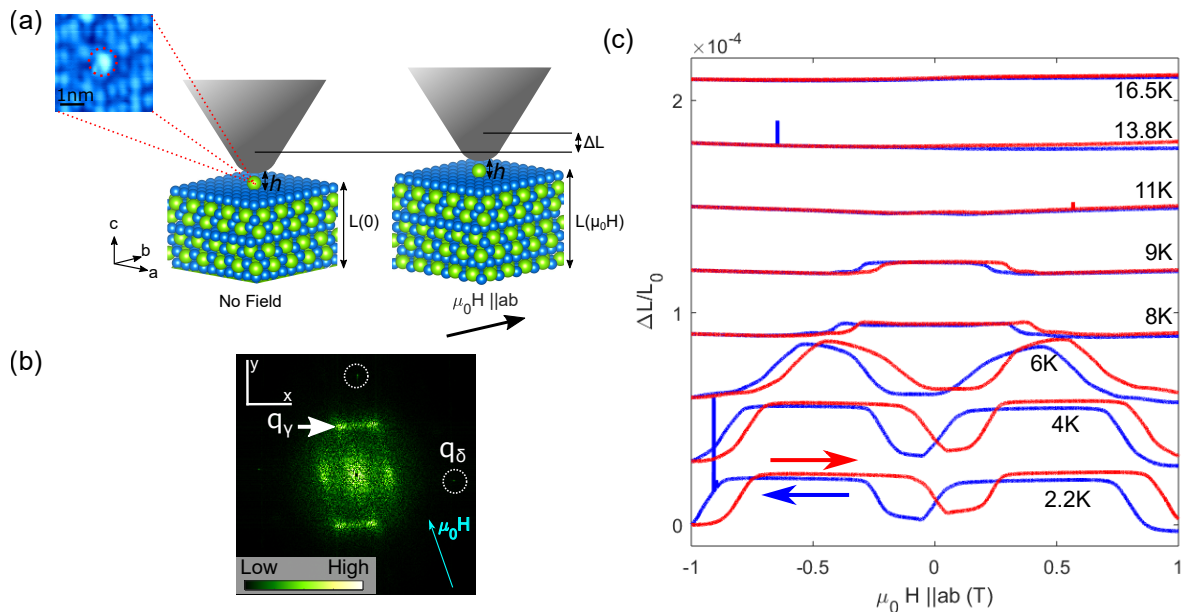 (a)
1nm
ΔL
h
h
L(0)
L(μ₀H)
c
b
a
No Field
μ₀H ||ab
(b)
y
x
qγ
qδ
μ₀H
Low
High
(c)
×10⁻⁴
2
1
0
ΔL/L₀
16.5K
13.8K
11K
9K
8K
6K
4K
2.2K
-1
-0.5
0
0.5
1
μ₀ H ||ab (T)